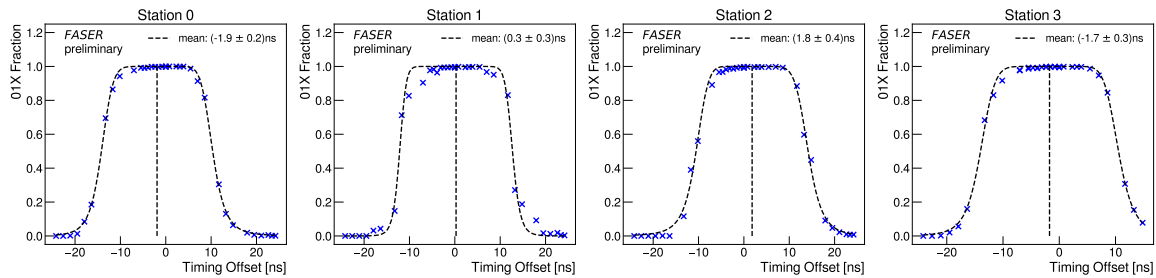 Station 0
FASER
preliminary
mean: (-1.9 ± 0.2)ns
01X Fraction
1.2
1.0
0.8
0.6
0.4
0.2
0.0
−20
−10
0
10
20
Timing Offset [ns]
Station 1
FASER
preliminary
mean: (0.3 ± 0.3)ns
01X Fraction
1.2
1.0
0.8
0.6
0.4
0.2
0.0
−20
−10
0
10
20
Timing Offset [ns]
Station 2
FASER
preliminary
mean: (1.8 ± 0.4)ns
01X Fraction
1.2
1.0
0.8
0.6
0.4
0.2
0.0
−20
−10
0
10
20
Timing Offset [ns]
Station 3
FASER
preliminary
mean: (-1.7 ± 0.3)ns
01X Fraction
1.2
1.0
0.8
0.6
0.4
0.2
0.0
−20
−10
0
10
Timing Offset [ns]